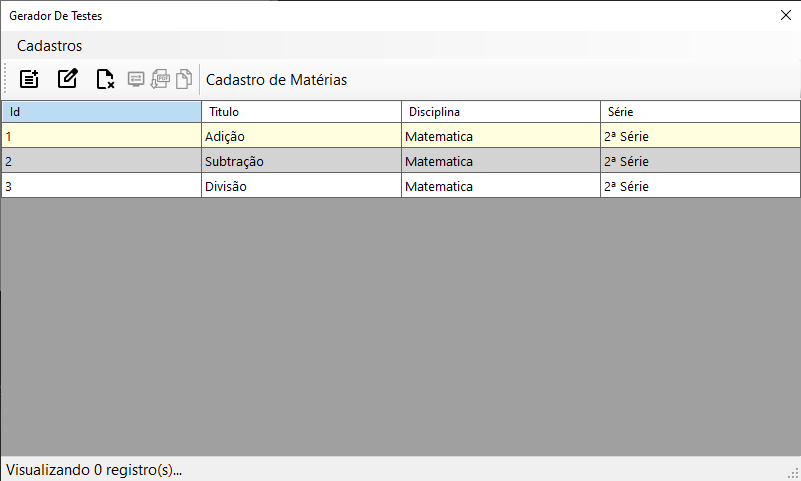 Gerador De Testes
Cadastros
Cadastro de Matérias
Id Titulo Disciplina Série
1 Adição Matematica 2ª Série
2 Subtração Matematica 2ª Série
3 Divisão Matematica 2ª Série
Visualizando 0 registro(s)...